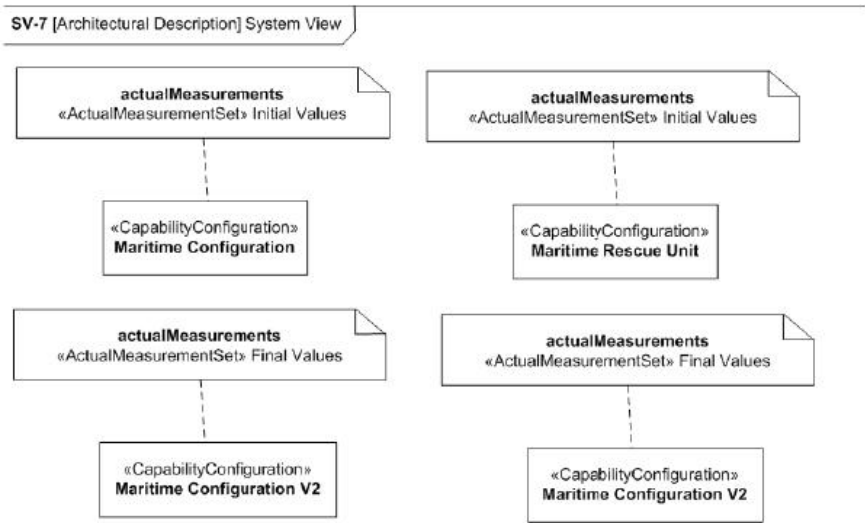 SV-7 [Architectural Description] System View
actualMeasurements
«ActualMeasurementSet» Initial Values
actualMeasurements
«ActualMeasurementSet» Initial Values
«CapabilityConfiguration»
Maritime Configuration
«CapabilityConfiguration»
Maritime Rescue Unit
actualMeasurements
«ActualMeasurementSet» Final Values
actualMeasurements
«ActualMeasurementSet» Final Values
«CapabilityConfiguration»
Maritime Configuration V2
«CapabilityConfiguration»
Maritime Configuration V2